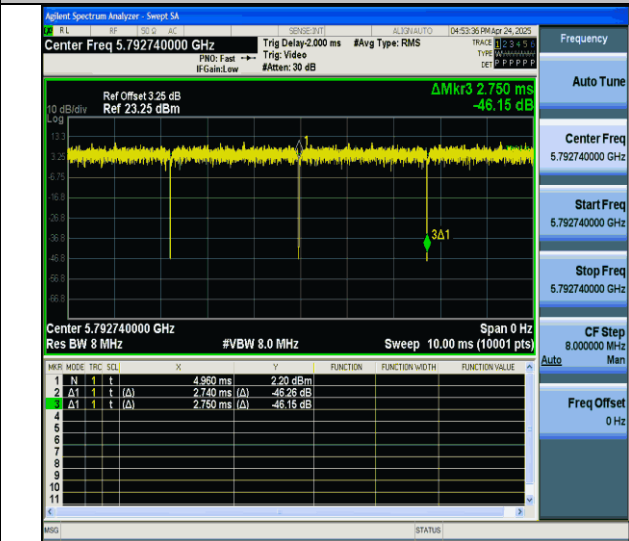 Agilent Spectrum Analyzer - Swept SA
RL RF 50 Ω AC SENSE:INT ALIGNAUTO 04:53:36 PM Apr 24, 2025
Center Freq 5.792740000 GHz
PNO: Fast
IFGain:Low
Trig Delay-2.000 ms
Trig: Video
#Atten: 30 dB
#Avg Type: RMS
TRACE 1 2 3 4 5 6
TYPE W
DET P P P P P P
Ref Offset 3.25 dB
Ref 23.25 dBm
10 dB/div
Log
ΔMkr3 2.750 ms
-46.15 dB
13.3
3.25
-6.75
-16.8
-26.8
-36.8
-46.8
-56.8
-66.8
1
3Δ1
Center 5.792740000 GHz
Span 0 Hz
Res BW 8 MHz
#VBW 8.0 MHz
Sweep 10.00 ms (10001 pts)
MKR MODE TRC SCL X Y FUNCTION FUNCTION WIDTH FUNCTION VALUE
1 N 1 t 4.960 ms 2.20 dBm
2 Δ1 1 t (Δ) 2.740 ms (Δ) -46.26 dB
3 Δ1 1 t (Δ) 2.750 ms (Δ) -46.15 dB
4
5
6
7
8
9
10
11
MSG
STATUS
Frequency
Auto Tune
Center Freq
5.792740000 GHz
Start Freq
5.792740000 GHz
Stop Freq
5.792740000 GHz
CF Step
8.000000 MHz
Auto Man
Freq Offset
0 Hz